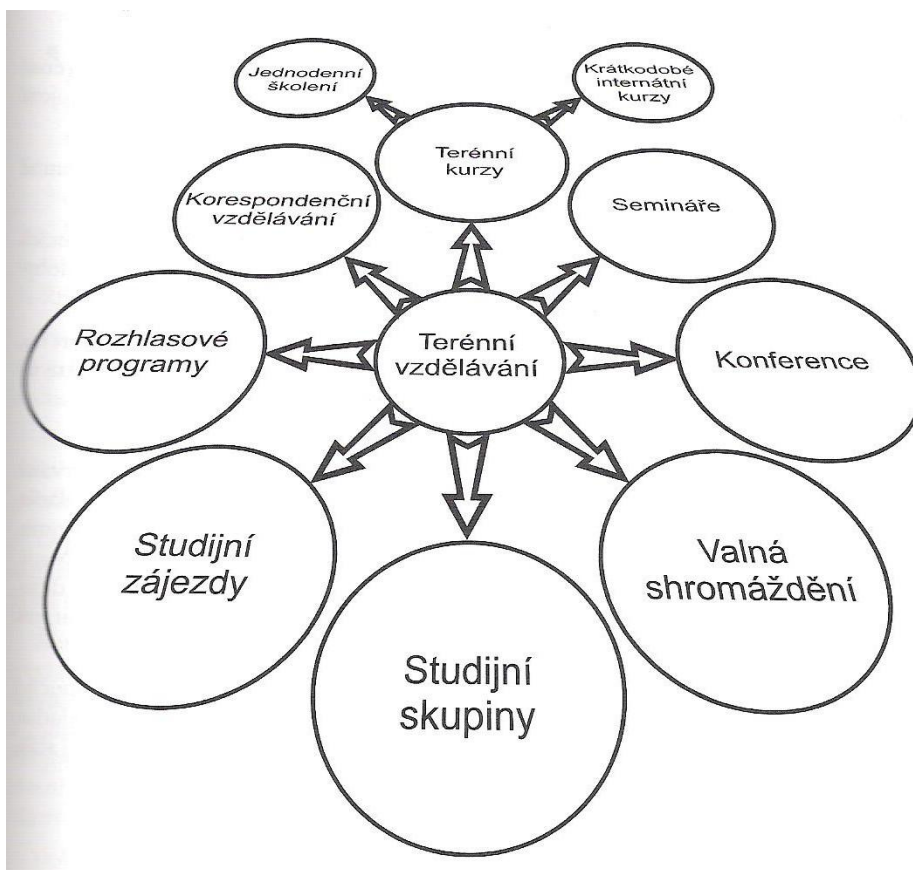 Jednodenní
školení
Krátkodobé
internátní
kurzy
Terénní
kurzy
Korespondenční
vzdělávání
Semináře
Rozhlasové
programy
Terénní
vzdělávání
Konference
Studijní
zájezdy
Valná
shromáždění
Studijní
skupiny